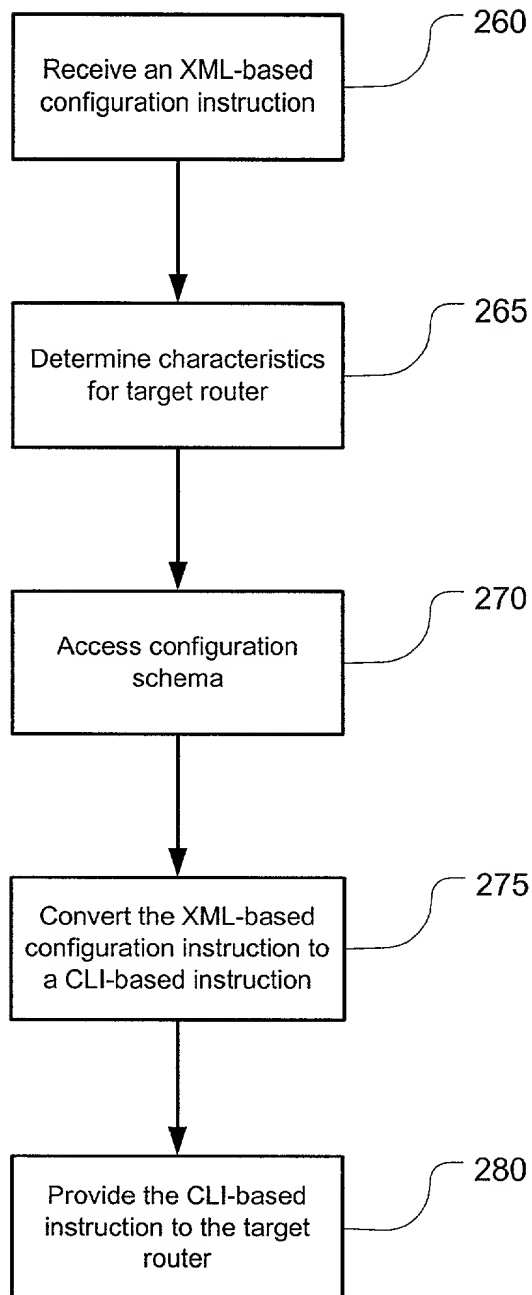 260
Receive an XML-based
configuration instruction
265
Determine characteristics
for target router
270
Access configuration
schema
275
Convert the XML-based
configuration instruction to
a CLI-based instruction
280
Provide the CLI-based
instruction to the target
router